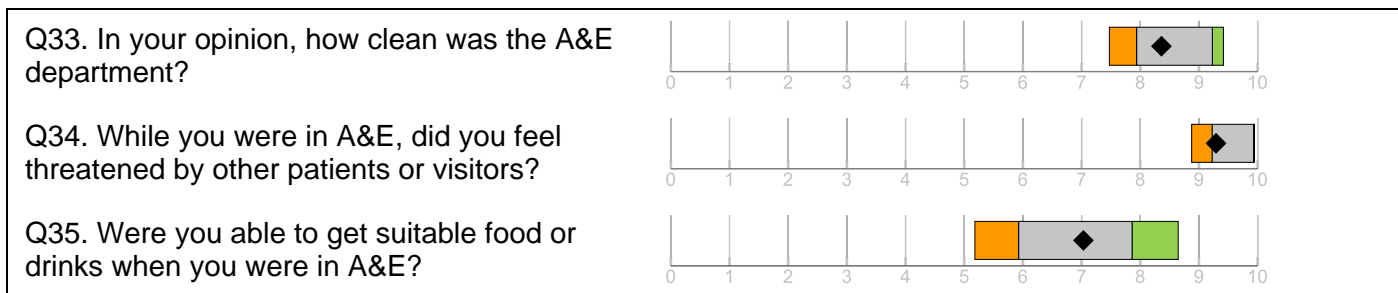 Q33. In your opinion, how clean was the A&E
department?
0 1 2 3 4 5 6 7 8 9 10
Q34. While you were in A&E, did you feel
threatened by other patients or visitors?
0 1 2 3 4 5 6 7 8 9 10
Q35. Were you able to get suitable food or
drinks when you were in A&E?
0 1 2 3 4 5 6 7 8 9 10